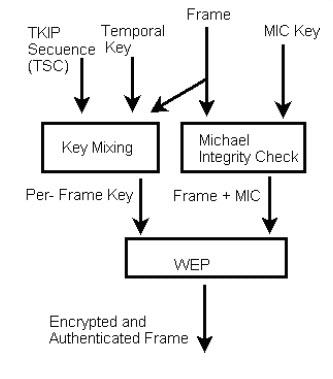 TKIP
Secuence
(TSC)
Temporal
Key
Frame
MIC Key
Key Mixing
Michael
Integrity Check
Per- Frame Key
Frame + MIC
WEP
Encrypted and
Authenticated Frame